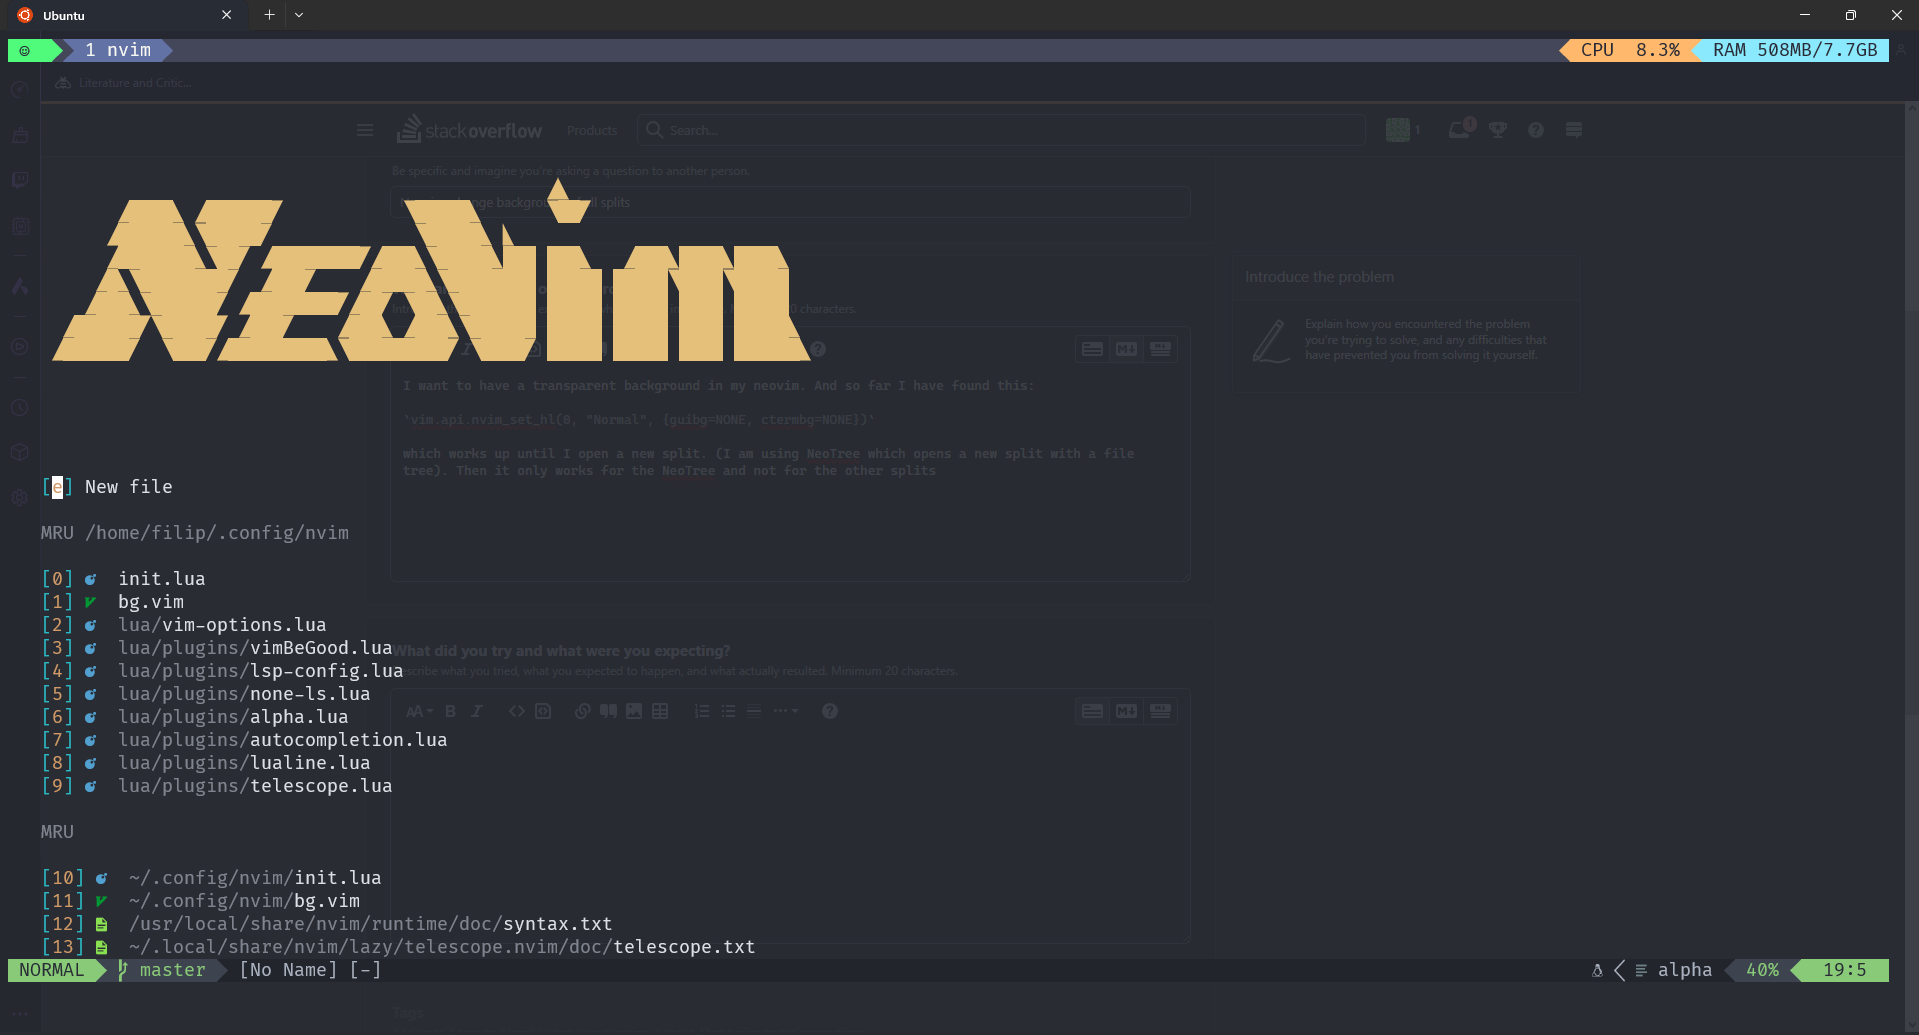 Ubuntu
1 nvim
CPU 8.3%
RAM 508MB/7.7GB
Literature and Critic...
stackoverflow
Products
Search...
1
1
Be specific and imagine you're asking a question to another person.
NEOVIM
Introduce the problem
Explain how you encountered the problem
you're trying to solve, and any difficulties that
have prevented you from solving it yourself.
I want to have a transparent background in my neovim. And so far I have found this:
`vim.api.nvim_set_hl(0, "Normal", {guibg=NONE, ctermbg=NONE})`
which works up until I open a new split. (I am using NeoTree which opens a new split with a file
tree). Then it only works for the NeoTree and not for the other splits
[e] New file
MRU /home/filip/.config/nvim
[0] init.lua
[1] bg.vim
[2] lua/vim-options.lua
[3] lua/plugins/vimBeGood.lua
[4] lua/plugins/lsp-config.lua
[5] lua/plugins/none-ls.lua
[6] lua/plugins/alpha.lua
[7] lua/plugins/autocompletion.lua
[8] lua/plugins/lualine.lua
[9] lua/plugins/telescope.lua
What did you try and what were you expecting?
Describe what you tried, what you expected to happen, and what actually resulted. Minimum 20 characters.
MRU
[10] ~/.config/nvim/init.lua
[11] ~/.config/nvim/bg.vim
[12] /usr/local/share/nvim/runtime/doc/syntax.txt
[13] ~/.local/share/nvim/lazy/telescope.nvim/doc/telescope.txt
NORMAL master [No Name] [-]
alpha 40% 19:5
Tags